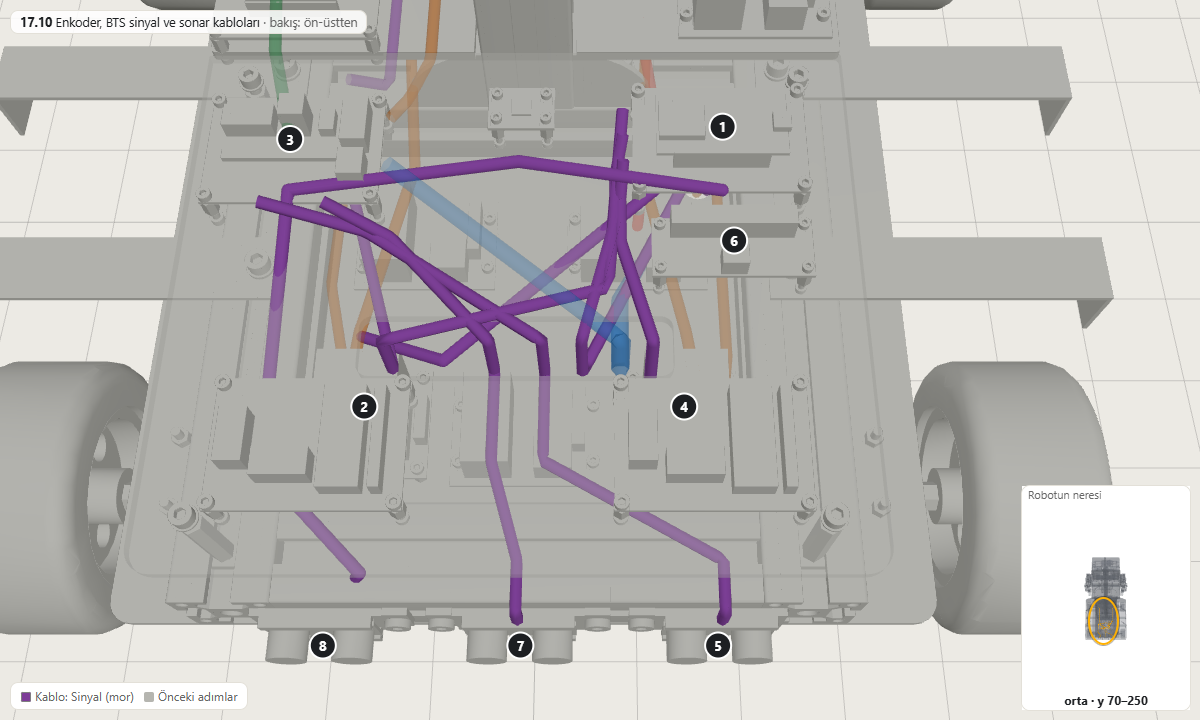 17.10 Enkoder, BTS sinyal ve sonar kabloları · bakış: ön-üstten
1
3
6
2
4
8
7
5
Robotun neresi
orta · y 70–250
Kablo: Sinyal (mor)
Önceki adımlar